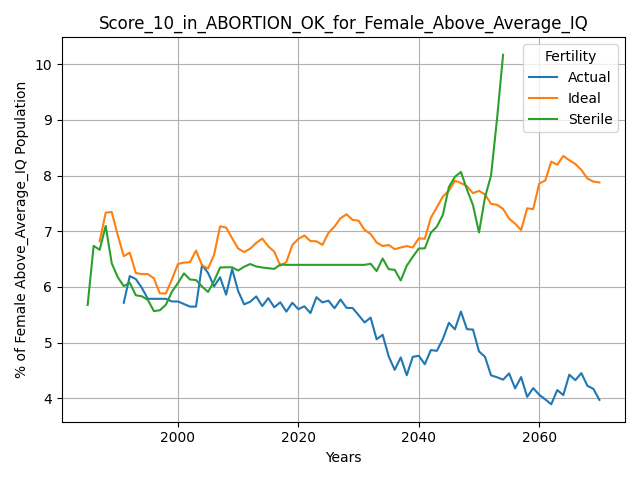 Score_10_in_ABORTION_OK_for_Female_Above_Average_IQ
Fertility
Actual
Ideal
Sterile
% of Female Above_Average_IQ Population
10
9
8
7
6
5
4
2000
2020
2040
2060
Years